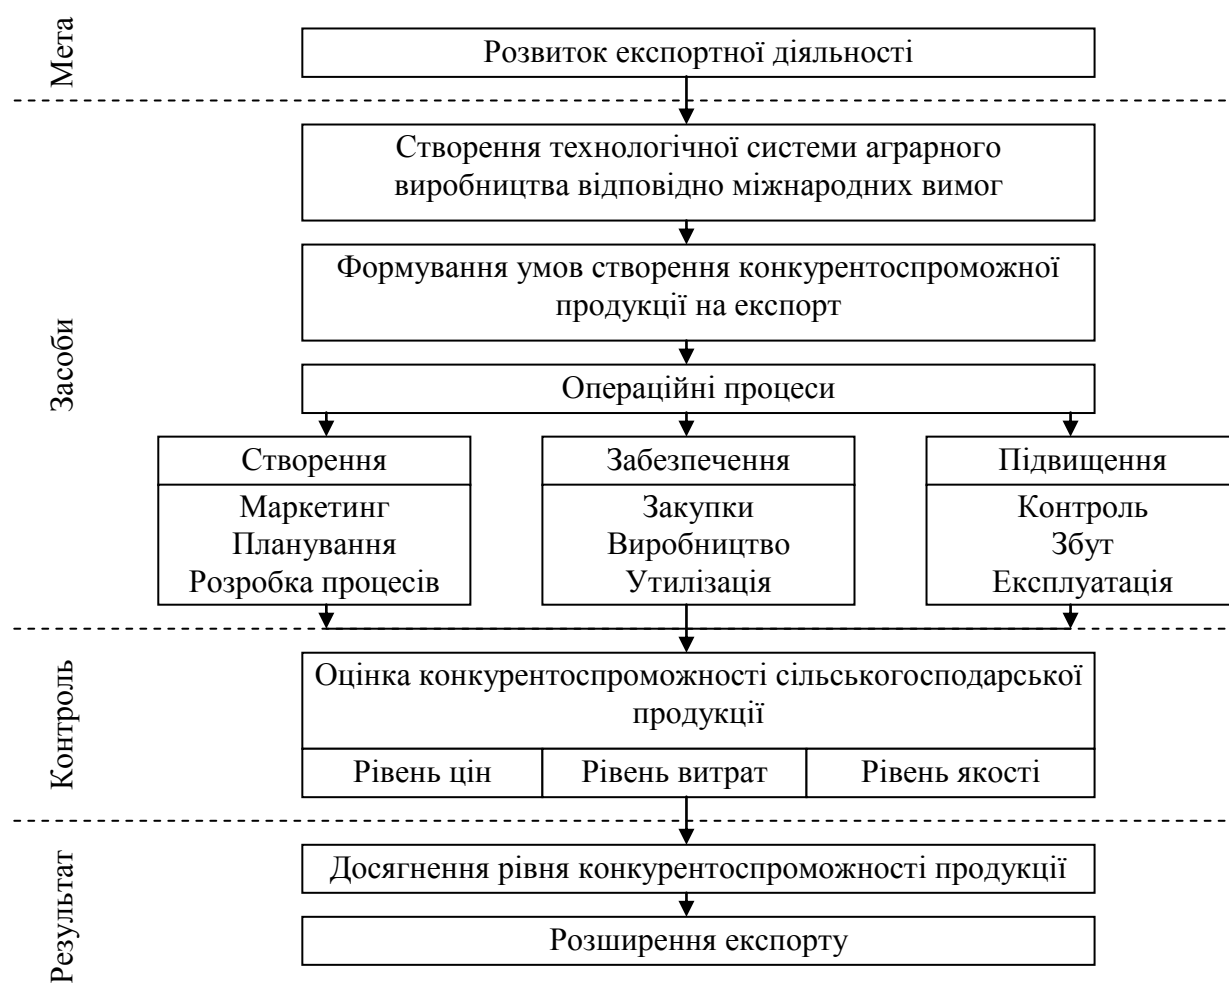 Мета
Розвиток експортної діяльності
Засоби
Створення технологічної системи аграрного
виробництва відповідно міжнародних вимог
Формування умов створення конкурентоспроможної
продукції на експорт
Операційні процеси
Створення
Маркетинг
Планування
Розробка процесів
Забезпечення
Закупки
Виробництво
Утилізація
Підвищення
Контроль
Збут
Експлуатація
Контроль
Оцінка конкурентоспроможності сільськогосподарської
продукції
Рівень цін
Рівень витрат
Рівень якості
Результат
Досягнення рівня конкурентоспроможності продукції
Розширення експорту